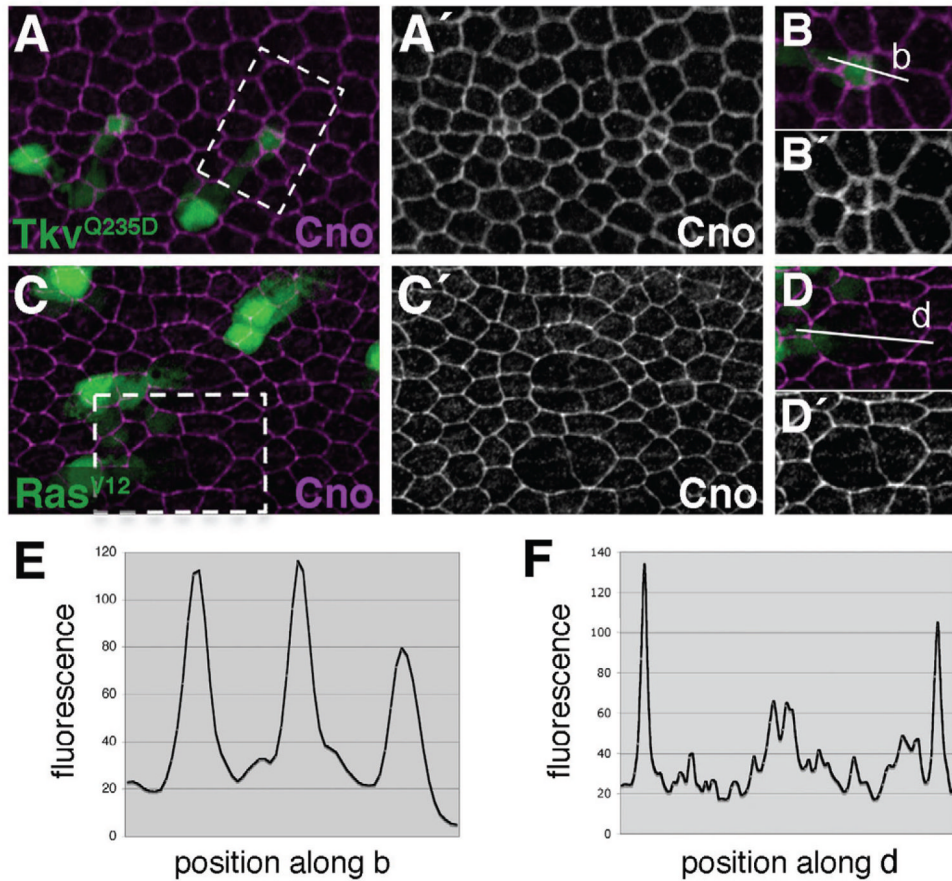 A
Tkv^Q235D
Cno
A´
Cno
B
b
B´
C
Ras^V12
Cno
C´
Cno
D
d
D´
E
120
100
80
60
40
20
0
fluorescence
position along b
F
140
120
100
80
60
40
20
0
fluorescence
position along d